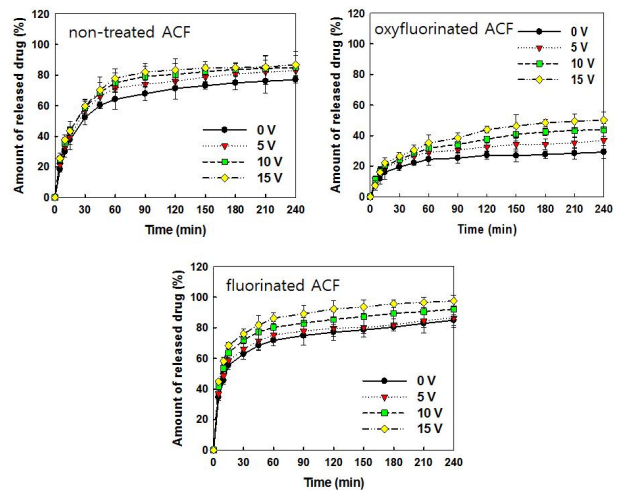 120
100
80
60
40
20
0
Amount of released drug (%)
non-treated ACF
0 V
5 V
10 V
15 V
0 30 60 90 120 150 180 210 240
Time (min)
120
100
80
60
40
20
0
Amount of released drug (%)
oxyfluorinated ACF
0 V
5 V
10 V
15 V
0 30 60 90 120 150 180 210 240
Time (min)
120
100
80
60
40
20
0
Amount of released drug (%)
fluorinated ACF
0 V
5 V
10 V
15 V
0 30 60 90 120 150 180 210 240
Time (min)